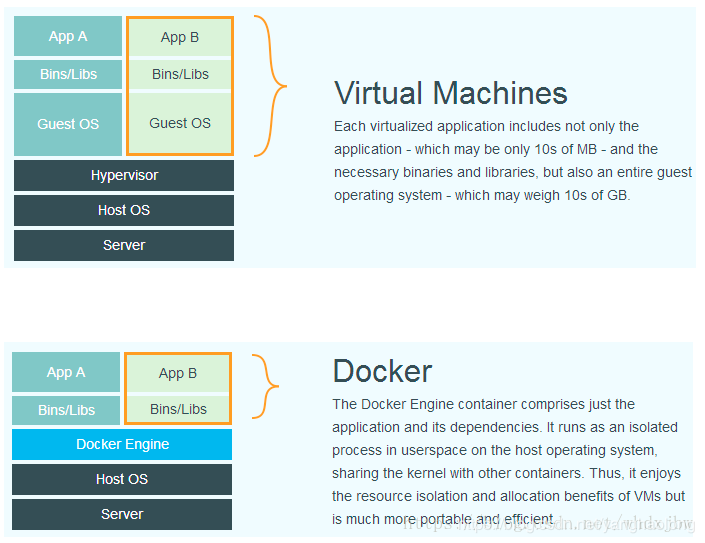 App A
App B
Bins/Libs
Bins/Libs
Guest OS
Guest OS
Hypervisor
Host OS
Server
Virtual Machines
Each virtualized application includes not only the
application - which may be only 10s of MB - and the
necessary binaries and libraries, but also an entire guest
operating system - which may weigh 10s of GB.
App A
App B
Bins/Libs
Bins/Libs
Docker Engine
Host OS
Server
Docker
The Docker Engine container comprises just the
application and its dependencies. It runs as an isolated
process in userspace on the host operating system,
sharing the kernel with other containers. Thus, it enjoys
the resource isolation and allocation benefits of VMs but
is much more portable and efficient.